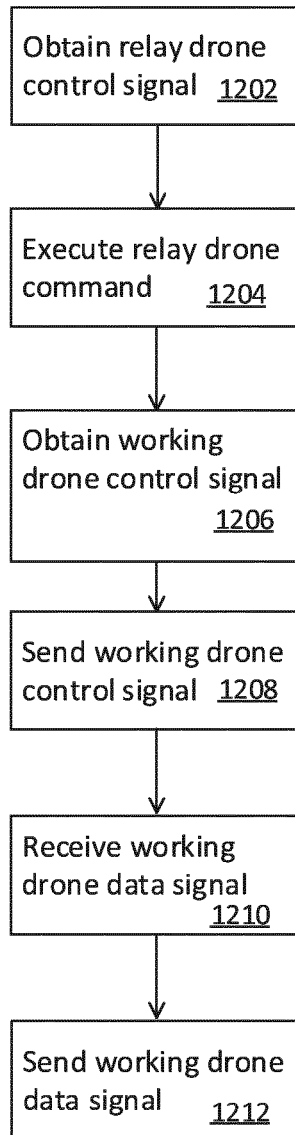 Obtain relay drone
control signal 1202
Execute relay drone
command 1204
Obtain working
drone control signal
1206
Send working drone
control signal 1208
Receive working
drone data signal
1210
Send working drone
data signal 1212